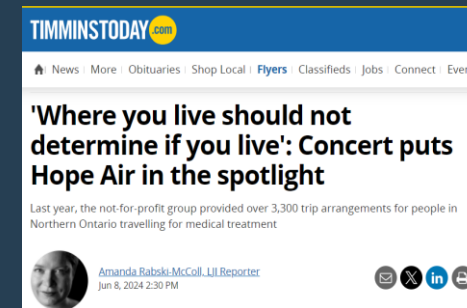 TIMMINSTODAY.com
News More Obituaries Shop Local Flyers Classifieds Jobs Connect
'Where you live should not
determine if you live': Concert puts
Hope Air in the spotlight
Last year, the not-for-profit group provided over 3,300 trip arrangements for people in
Northern Ontario travelling for medical treatment
Amanda Rabski-McColl, LJI Reporter
Jun 8, 2024 2:30 PM